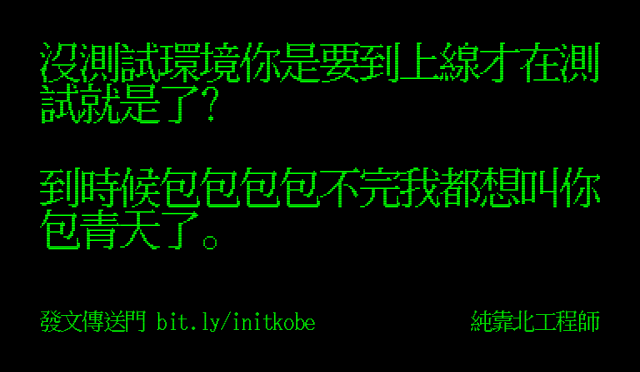 沒測試環境你是要到上線才在測
試就是了?
到時候包包包包不完我都想叫你
包青天了。
發文傳送門 bit.ly/initkobe
純靠北工程師